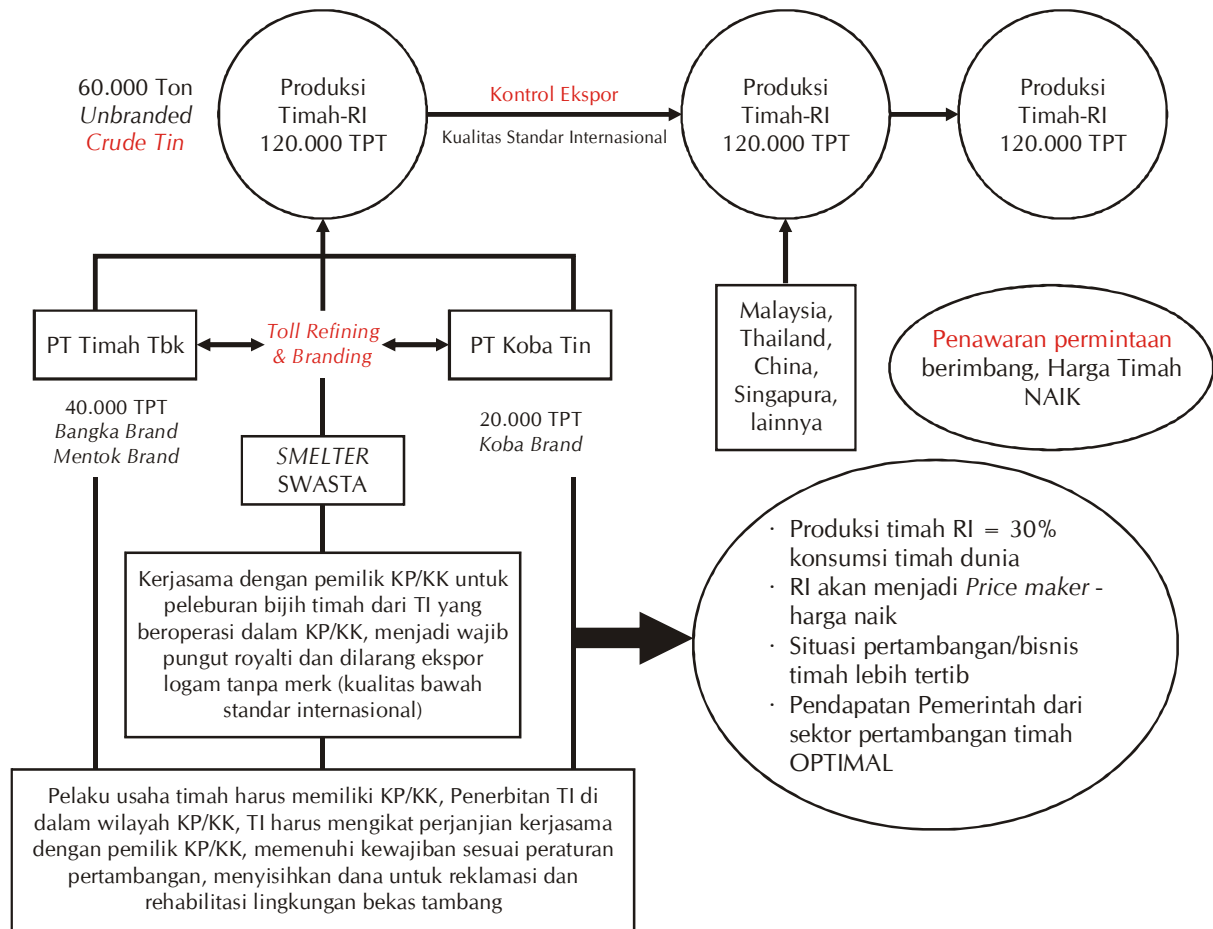 60.000 Ton
Unbranded
Crude Tin
Produksi
Timah-RI
120.000 TPT
Kontrol Ekspor
Kualitas Standar Internasional
Produksi
Timah-RI
120.000 TPT
Produksi
Timah-RI
120.000 TPT
PT Timah Tbk
Toll Refining
& Branding
PT Koba Tin
40.000 TPT
Bangka Brand
Mentok Brand
20.000 TPT
Koba Brand
SMELTER
SWASTA
Malaysia,
Thailand,
China,
Singapura,
lainnya
Penawaran permintaan
berimbang, Harga Timah
NAIK
Kerjasama dengan pemilik KP/KK untuk
peleburan bijih timah dari TI yang
beroperasi dalam KP/KK, menjadi wajib
pungut royalti dan dilarang ekspor
logam tanpa merk (kualitas bawah
standar internasional)
· Produksi timah RI = 30%
konsumsi timah dunia
· RI akan menjadi Price maker -
harga naik
· Situasi pertambangan/bisnis
timah lebih tertib
· Pendapatan Pemerintah dari
sektor pertambangan timah
OPTIMAL
Pelaku usaha timah harus memiliki KP/KK, Penerbitan TI di
dalam wilayah KP/KK, TI harus mengikat perjanjian kerjasama
dengan pemilik KP/KK, memenuhi kewajiban sesuai peraturan
pertambangan, menyisihkan dana untuk reklamasi dan
rehabilitasi lingkungan bekas tambang